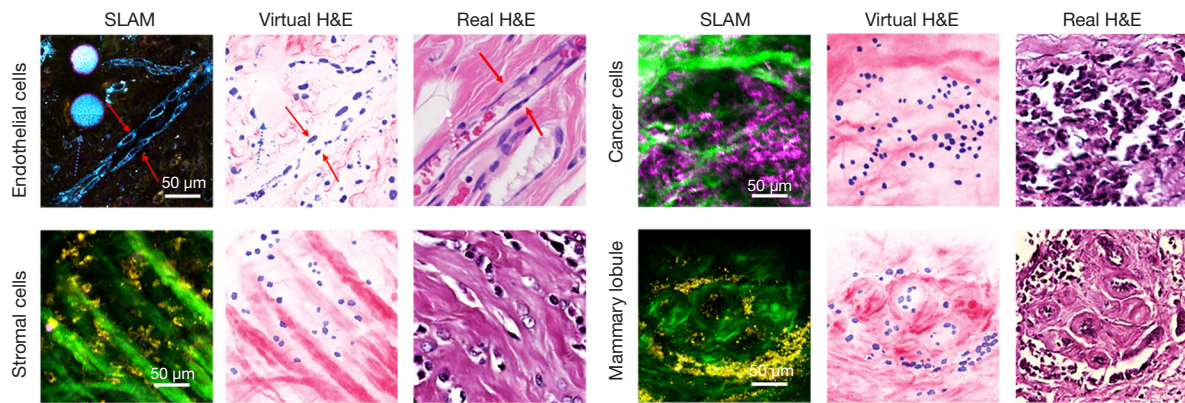 SLAM Virtual H&E Real H&E SLAM Virtual H&E Real H&E
Endothelial cells
50 µm
Cancer cells
50 µm
Stromal cells
50 µm
Mammary lobule
50 µm